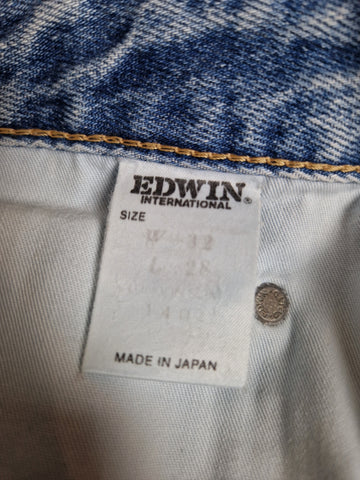 EDWIN®
INTERNATIONAL
SIZE
W 32
L 28
MADE IN JAPAN